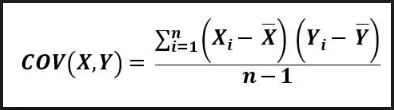 COV(X,Y) = ∑ⁿᵢ₌₁(Xᵢ − X̅)(Yᵢ − Y̅) / n − 1